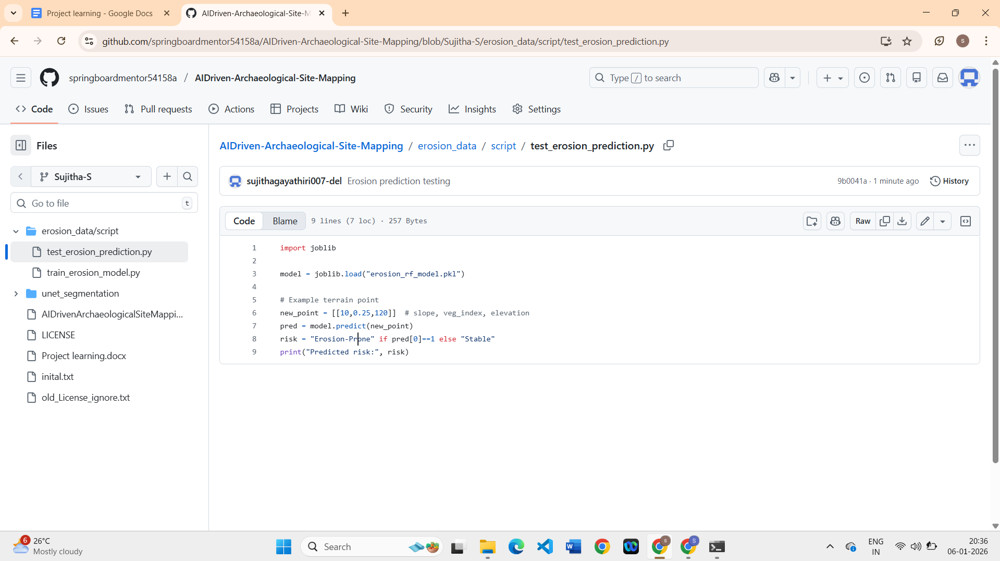 Project learning - Google Docs
AIDriven-Archaeological-Site-M
github.com/springboardmentor54158a/AIDriven-Archaeological-Site-Mapping/blob/Sujitha-S/erosion_data/script/test_erosion_prediction.py
s
springboardmentor54158a / AIDriven-Archaeological-Site-Mapping
Type / to search
Code
Issues
Pull requests
Actions
Projects
Wiki
Security
Insights
Settings
Files
Sujitha-S
Go to file
t
erosion_data/script
test_erosion_prediction.py
train_erosion_model.py
unet_segmentation
AIDrivenArchaeologicalSiteMappi...
LICENSE
Project learning.docx
inital.txt
old_License_ignore.txt
AIDriven-Archaeological-Site-Mapping / erosion_data / script / test_erosion_prediction.py
sujithagayathiri007-del Erosion prediction testing
9b0041a · 1 minute ago
History
Code
Blame
9 lines (7 loc) · 257 Bytes
Raw
1 import joblib
2
3 model = joblib.load("erosion_rf_model.pkl")
4
5 # Example terrain point
6 new_point = [[10,0.25,120]]  # slope, veg_index, elevation
7 pred = model.predict(new_point)
8 risk = "Erosion-Prone" if pred[0]==1 else "Stable"
9 print("Predicted risk:", risk)
6
26°C
Mostly cloudy
Search
s
S
ENG
IN
20:36
06-01-2026